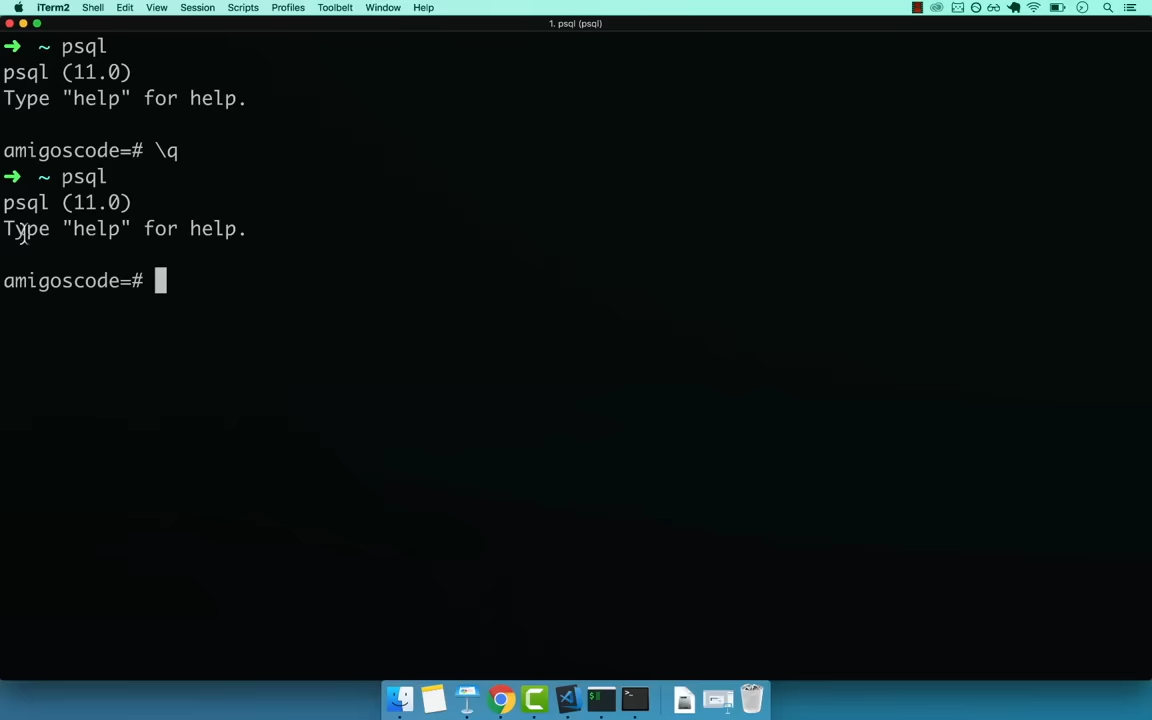 iTerm2 Shell Edit View Session Scripts Profiles Toolbelt Window Help
1. psql (psql)
➜ ~ psql
psql (11.0)
Type "help" for help.
amigoscode=# \q
➜ ~ psql
psql (11.0)
Type "help" for help.
amigoscode=#